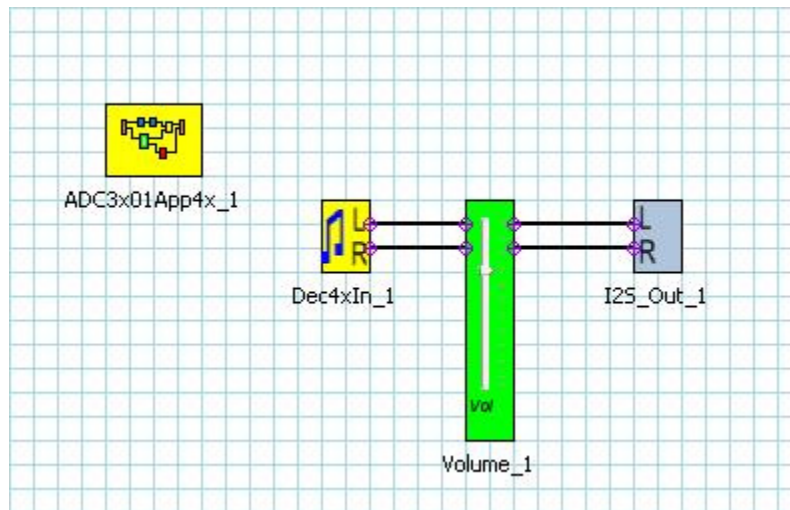 ADC3x01App4x_1
L
R
Dec4xIn_1
Vol
Volume_1
L
R
I2S_Out_1